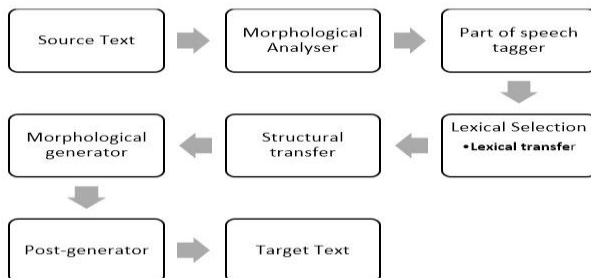 Source Text
Morphological
Analyser
Part of speech
tagger
Lexical Selection
•Lexical transfer
Structural
transfer
Morphological
generator
Post-generator
Target Text